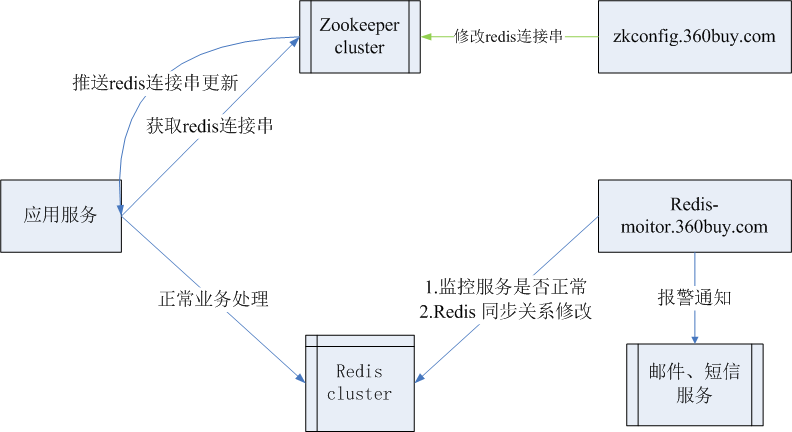 Zookeeper
cluster
修改redis连接串
zkconfig.360buy.com
推送redis连接串更新
获取redis连接串
应用服务
Redis-
moitor.360buy.com
正常业务处理
1.监控服务是否正常
2.Redis 同步关系修改
报警通知
Redis
cluster
邮件、短信
服务